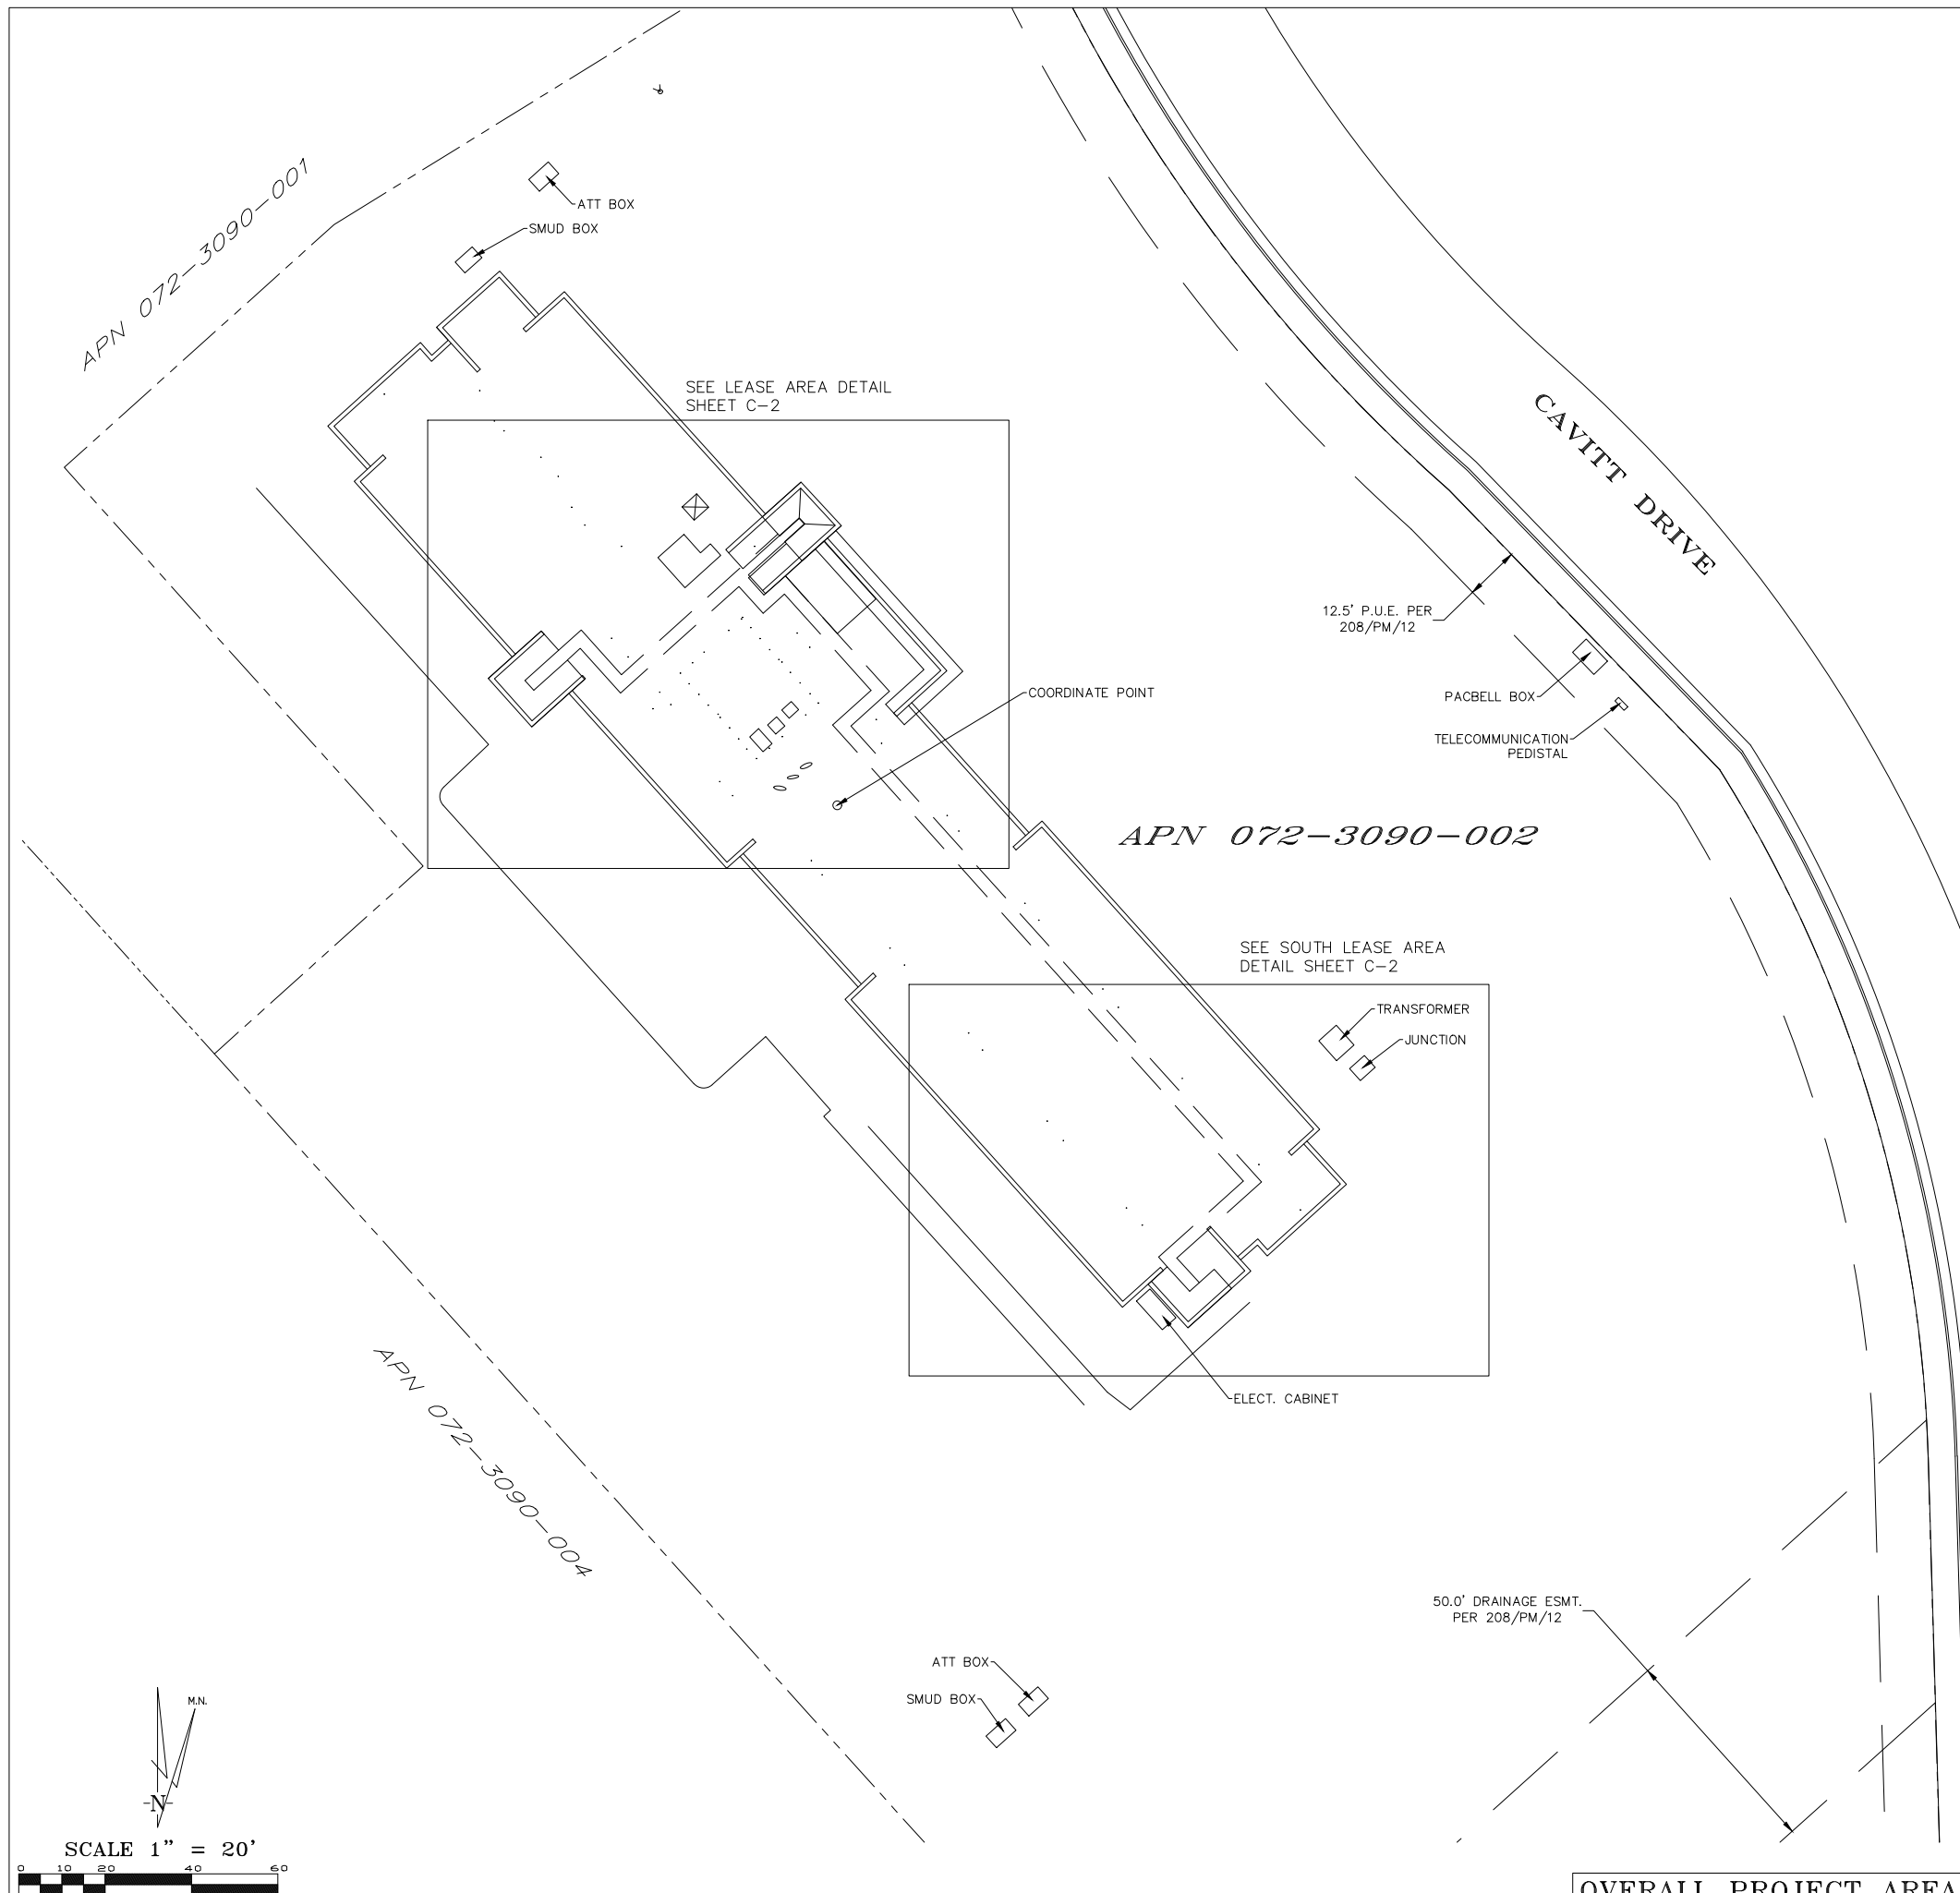 APN 072-3090-001
ATT BOX
SMUD BOX
SEE LEASE AREA DETAIL
SHEET C-2
CAVITT DRIVE
12.5' P.U.E. PER
208/PM/12
COORDINATE POINT
PACBELL BOX
TELECOMMUNICATION
PEDISTAL
APN 072-3090-002
SEE SOUTH LEASE AREA
DETAIL SHEET C-2
TRANSFORMER
JUNCTION
ELECT. CABINET
APN 072-3090-004
50.0' DRAINAGE ESMT.
PER 208/PM/12
ATT BOX
SMUD BOX
M.N.
N
SCALE 1" = 20'
0 10 20 40 60
OVERALL PROJECT AREA